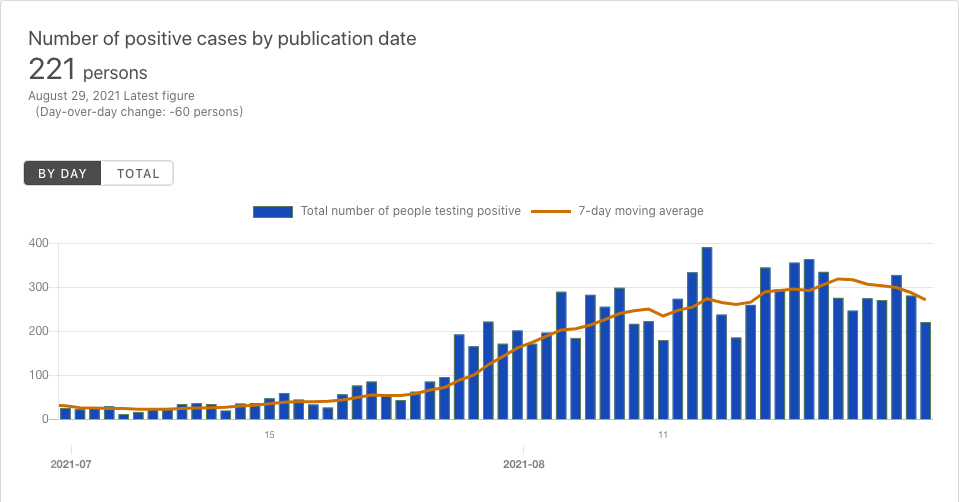 Number of positive cases by publication date
221 persons
August 29, 2021 Latest figure
(Day-over-day change: -60 persons)
BY DAY TOTAL
Total number of people testing positive 7-day moving average
400
300
200
100
0
15 11
2021-07 2021-08